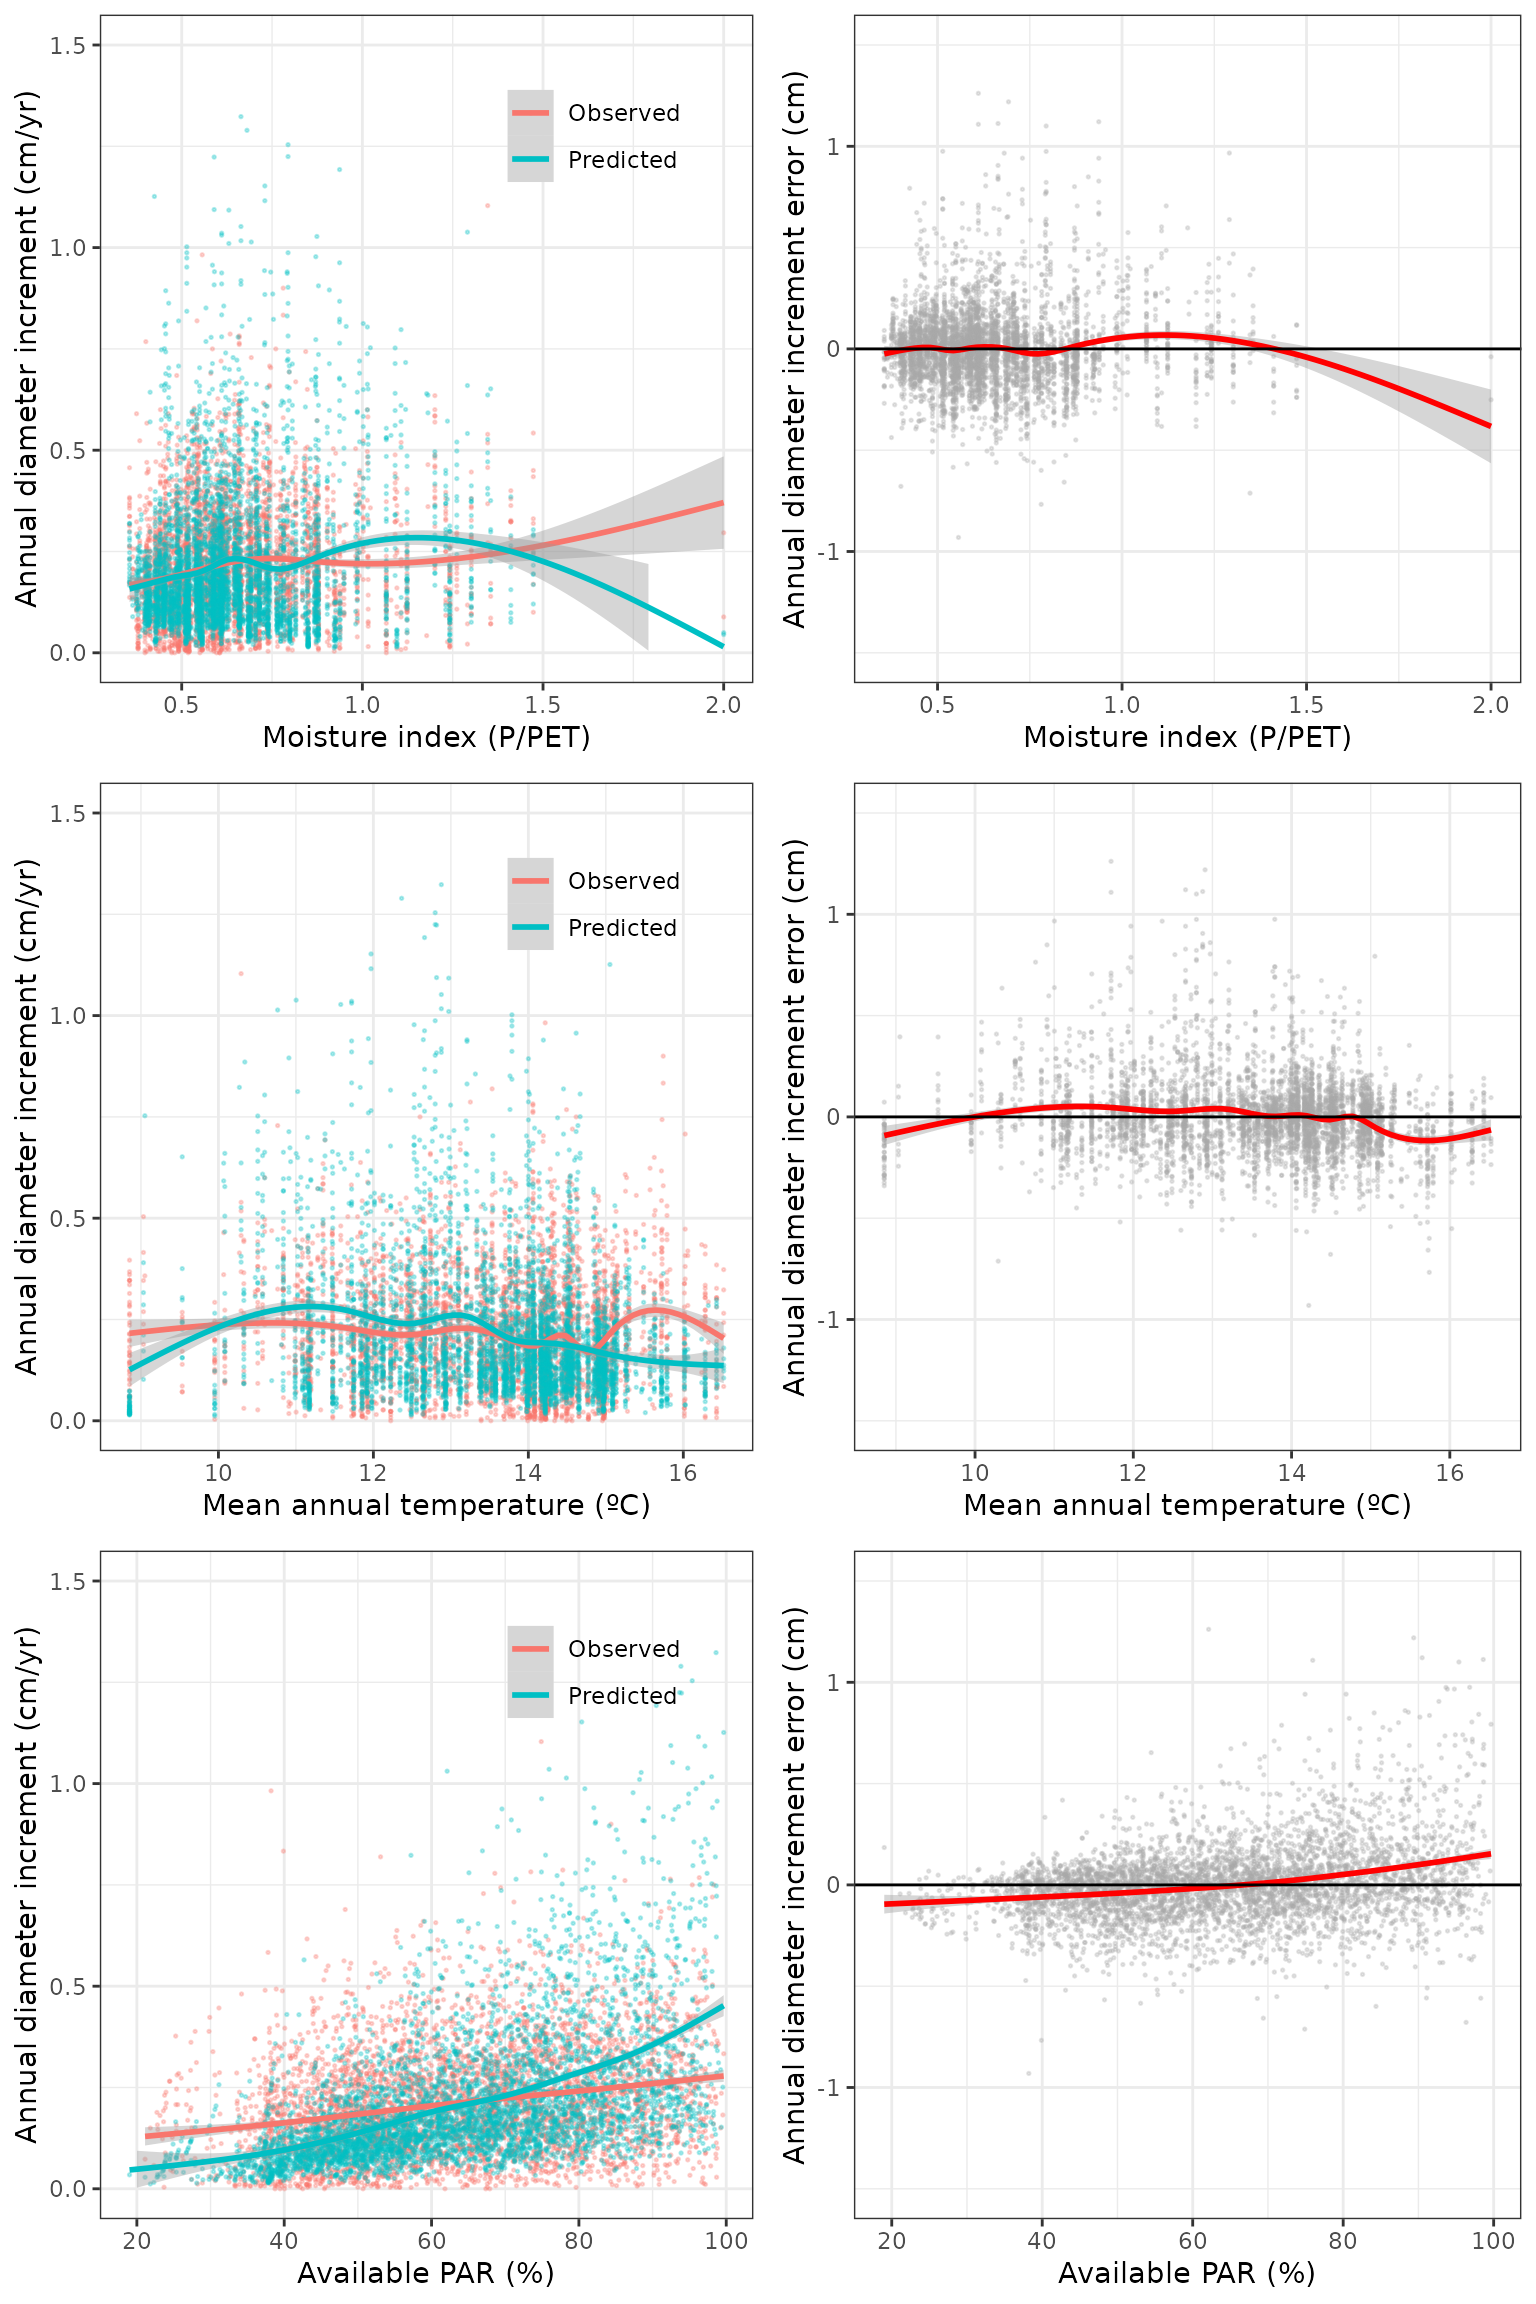 Annual diameter increment (cm/yr)
1.5
1.0
0.5
0.0
Observed
Predicted
0.5 1.0 1.5 2.0
Moisture index (P/PET)
Annual diameter increment error (cm)
1
0
-1
0.5 1.0 1.5 2.0
Moisture index (P/PET)
Annual diameter increment (cm/yr)
1.5
1.0
0.5
0.0
Observed
Predicted
10 12 14 16
Mean annual temperature (ºC)
Annual diameter increment error (cm)
1
0
-1
10 12 14 16
Mean annual temperature (ºC)
Annual diameter increment (cm/yr)
1.5
1.0
0.5
0.0
Observed
Predicted
20 40 60 80 100
Available PAR (%)
Annual diameter increment error (cm)
1
0
-1
20 40 60 80 100
Available PAR (%)